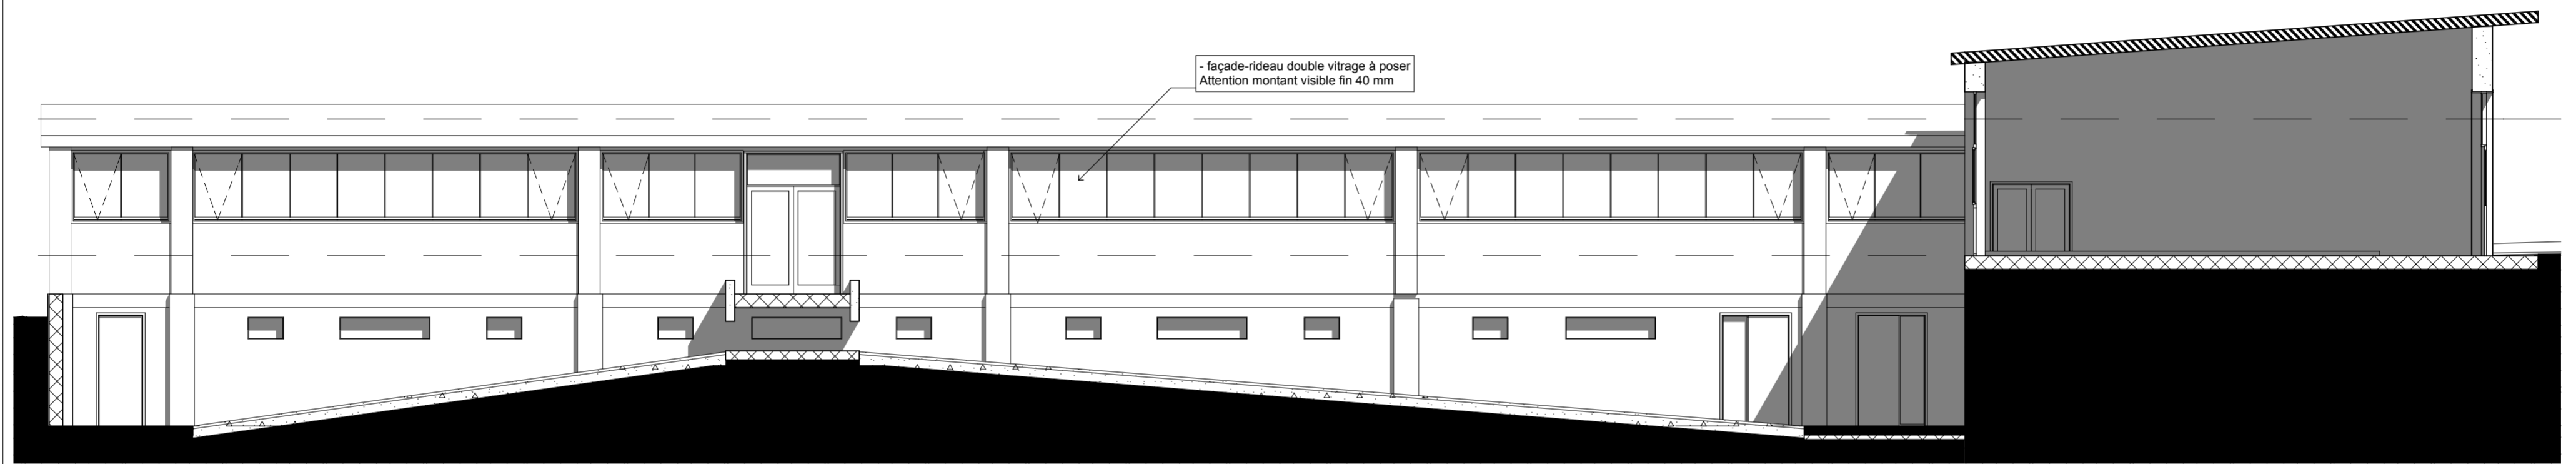 - façade-rideau double vitrage à poser
Attention montant visible fin 40 mm